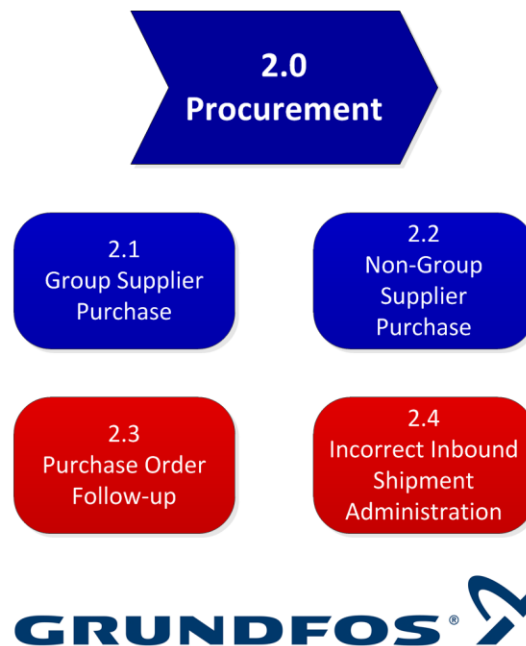 2.0
Procurement
2.1
Group Supplier
Purchase
2.2
Non-Group
Supplier
Purchase
2.3
Purchase Order
Follow-up
2.4
Incorrect Inbound
Shipment
Administration
GRUNDFOS®